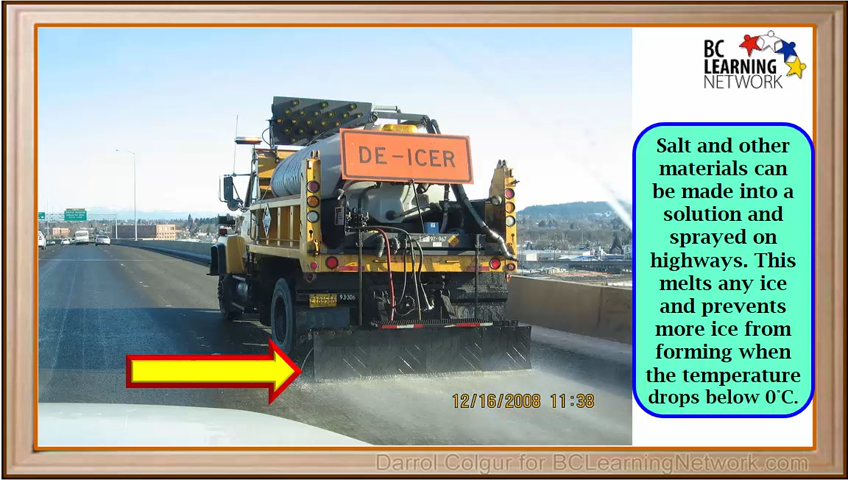 BC
LEARNING
NETWORK
DE-ICER
Salt and other
materials can
be made into a
solution and
sprayed on
highways. This
melts any ice
and prevents
more ice from
forming when
the temperature
drops below 0°C.
12/16/2008 11:38
Darrol Colgur for BCLearningNetwork.com